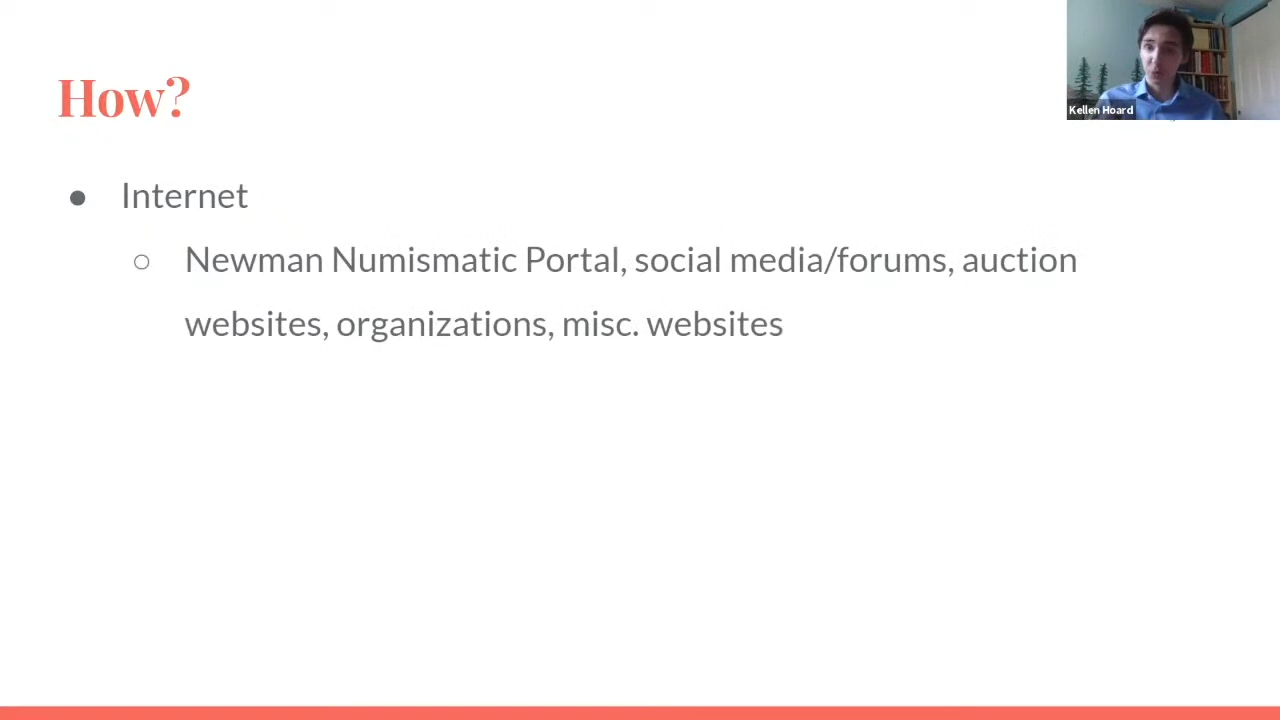 How?
Kellen Hoard
● Internet
○ Newman Numismatic Portal, social media/forums, auction
websites, organizations, misc. websites